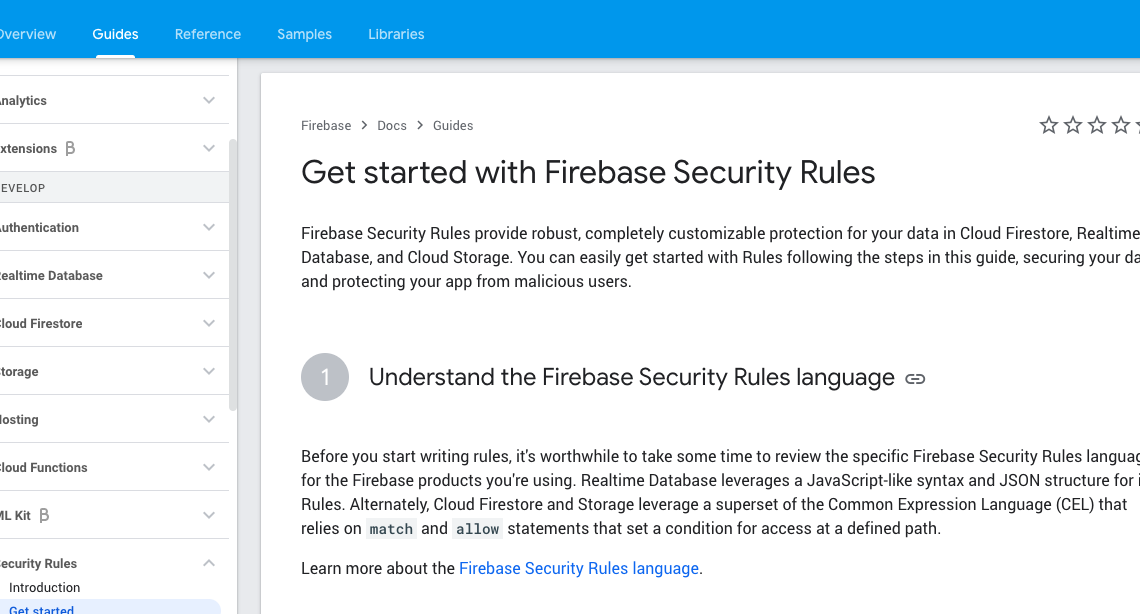 Overview Guides Reference Samples Libraries
Analytics
Extensions β
DEVELOP
Authentication
Realtime Database
Cloud Firestore
Storage
Hosting
Cloud Functions
ML Kit β
Security Rules
Introduction
Get started
Firebase > Docs > Guides
Get started with Firebase Security Rules
Firebase Security Rules provide robust, completely customizable protection for your data in Cloud Firestore, Realtime
Database, and Cloud Storage. You can easily get started with Rules following the steps in this guide, securing your da
and protecting your app from malicious users.
1 Understand the Firebase Security Rules language
Before you start writing rules, it's worthwhile to take some time to review the specific Firebase Security Rules languag
for the Firebase products you're using. Realtime Database leverages a JavaScript-like syntax and JSON structure for i
Rules. Alternately, Cloud Firestore and Storage leverage a superset of the Common Expression Language (CEL) that
relies on match and allow statements that set a condition for access at a defined path.
Learn more about the Firebase Security Rules language.